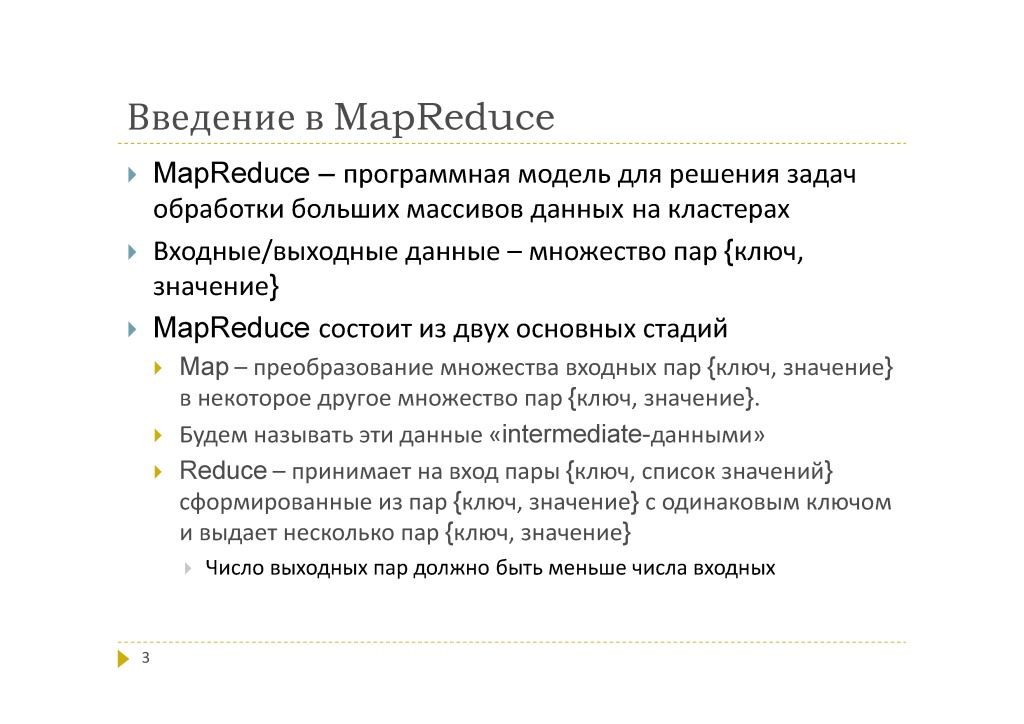 Введение в MapReduce
MapReduce – программная модель для решения задач
обработки больших массивов данных на кластерах
Входные/выходные данные – множество пар {ключ,
значение}
MapReduce состоит из двух основных стадий
Map – преобразование множества входных пар {ключ, значение}
в некоторое другое множество пар {ключ, значение}.
Будем называть эти данные «intermediate-данными»
Reduce – принимает на вход пары {ключ, список значений}
сформированные из пар {ключ, значение} с одинаковым ключом
и выдает несколько пар {ключ, значение}
Число выходных пар должно быть меньше числа входных
3